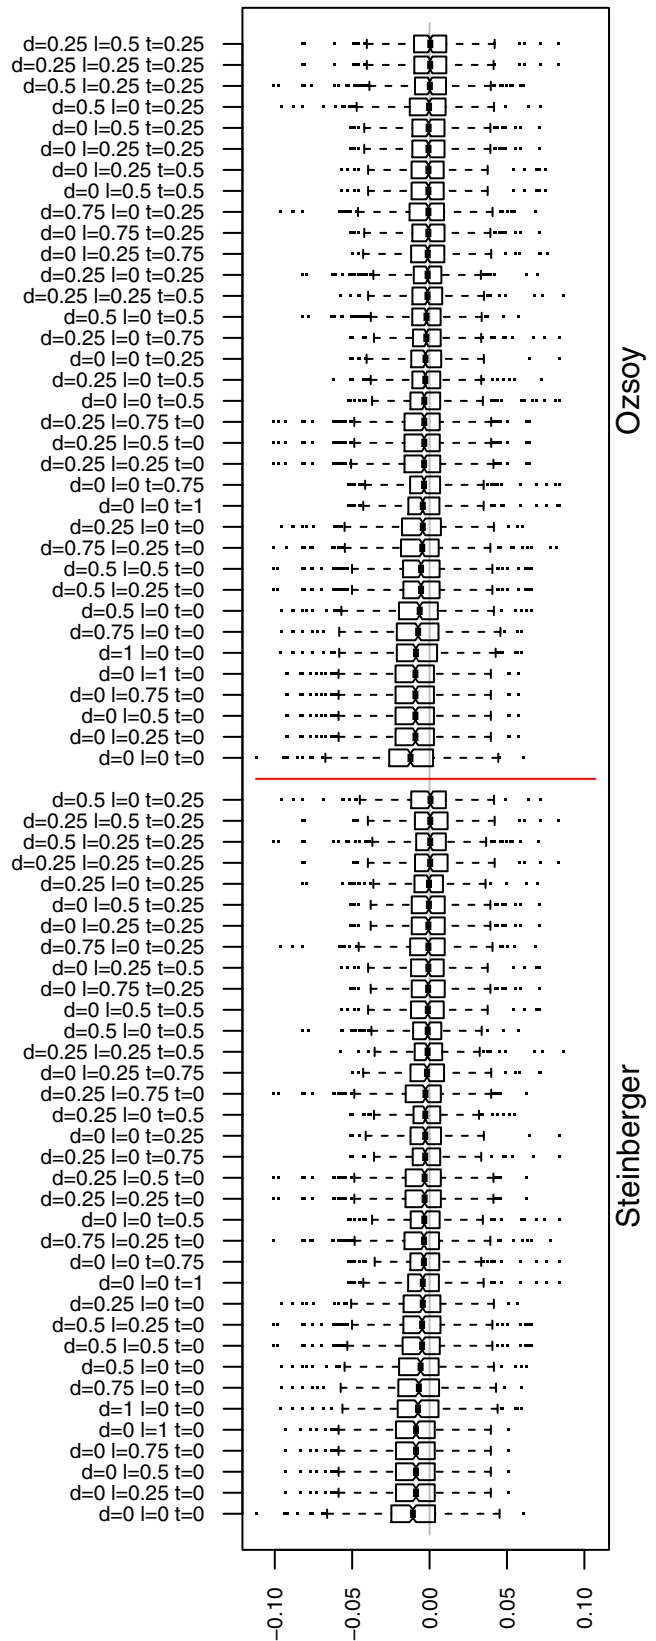 d=0.25 l=0.5 t=0.25
d=0.25 l=0.25 t=0.25
d=0.5 l=0.25 t=0.25
d=0.5 l=0 t=0.25
d=0 l=0.5 t=0.25
d=0 l=0.25 t=0.25
d=0 l=0.25 t=0.5
d=0 l=0.5 t=0.5
d=0.75 l=0 t=0.25
d=0 l=0.75 t=0.25
d=0 l=0.25 t=0.75
d=0.25 l=0 t=0.25
d=0.25 l=0.25 t=0.5
d=0.5 l=0 t=0.5
d=0.25 l=0 t=0.75
d=0 l=0 t=0.25
d=0.25 l=0 t=0.5
d=0 l=0 t=0.5
d=0.25 l=0.75 t=0
d=0.25 l=0.5 t=0
d=0.25 l=0.25 t=0
d=0 l=0 t=0.75
d=0 l=0 t=1
d=0.25 l=0 t=0
d=0.75 l=0.25 t=0
d=0.5 l=0.5 t=0
d=0.5 l=0.25 t=0
d=0.5 l=0 t=0
d=0.75 l=0 t=0
d=1 l=0 t=0
d=0 l=1 t=0
d=0 l=0.75 t=0
d=0 l=0.5 t=0
d=0 l=0.25 t=0
d=0 l=0 t=0
Ozsoy
d=0.5 l=0 t=0.25
d=0.25 l=0.5 t=0.25
d=0.5 l=0.25 t=0.25
d=0.25 l=0.25 t=0.25
d=0.25 l=0 t=0.25
d=0 l=0.5 t=0.25
d=0 l=0.25 t=0.25
d=0.75 l=0 t=0.25
d=0 l=0.25 t=0.5
d=0 l=0.75 t=0.25
d=0 l=0.5 t=0.5
d=0.5 l=0 t=0.5
d=0.25 l=0.25 t=0.5
d=0 l=0.25 t=0.75
d=0.25 l=0.75 t=0
d=0.25 l=0 t=0.5
d=0 l=0 t=0.25
d=0.25 l=0 t=0.75
d=0.25 l=0.5 t=0
d=0.25 l=0.25 t=0
d=0 l=0 t=0.5
d=0.75 l=0.25 t=0
d=0 l=0 t=0.75
d=0 l=0 t=1
d=0.25 l=0 t=0
d=0.5 l=0.25 t=0
d=0.5 l=0.5 t=0
d=0.5 l=0 t=0
d=0.75 l=0 t=0
d=1 l=0 t=0
d=0 l=1 t=0
d=0 l=0.75 t=0
d=0 l=0.5 t=0
d=0 l=0.25 t=0
d=0 l=0 t=0
Steinberger
−0.10
−0.05
0.00
0.05
0.10